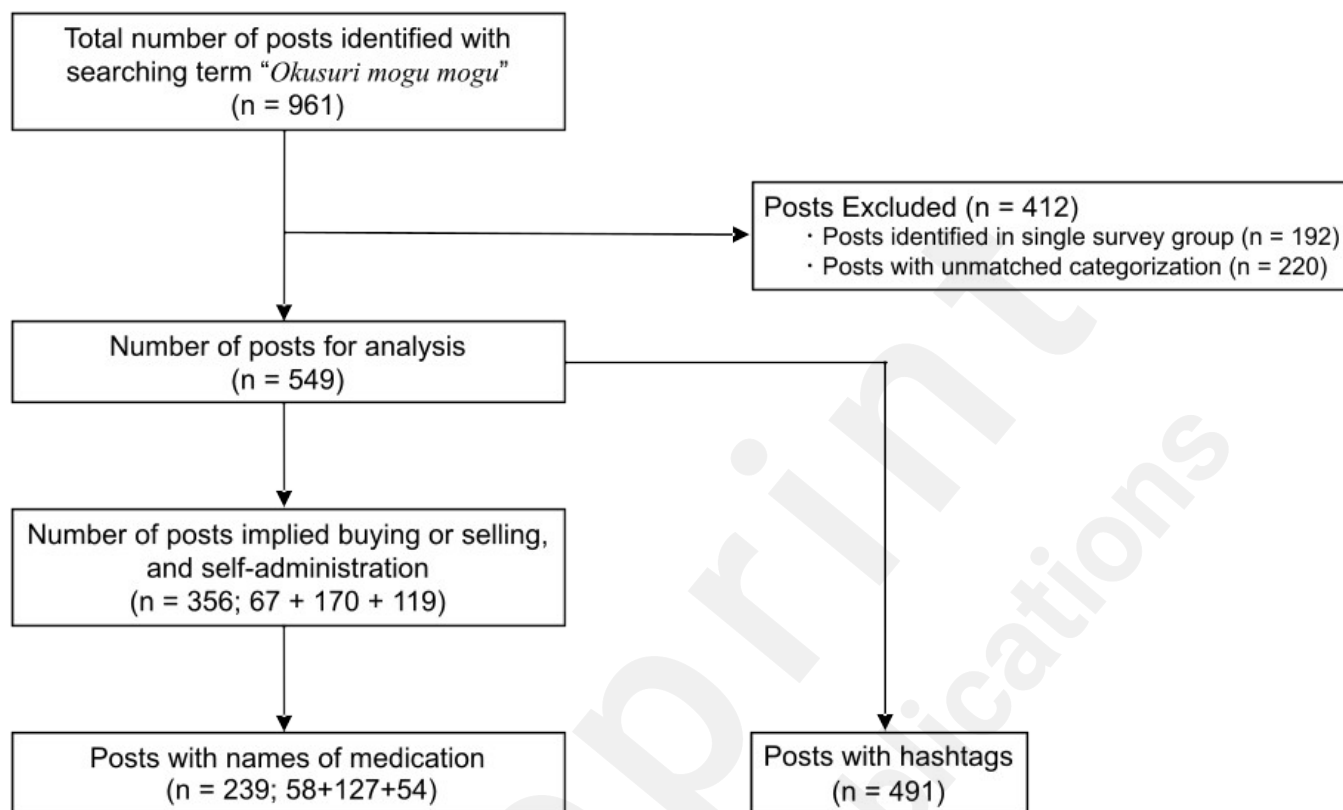 Total number of posts identified with
searching term “Okusuri mogu mogu”
(n = 961)
Posts Excluded (n = 412)
・Posts identified in single survey group (n = 192)
・Posts with unmatched categorization (n = 220)
Number of posts for analysis
(n = 549)
Number of posts implied buying or selling,
and self-administration
(n = 356; 67 + 170 + 119)
Posts with names of medication
(n = 239; 58+127+54)
Posts with hashtags
(n = 491)
print
plications